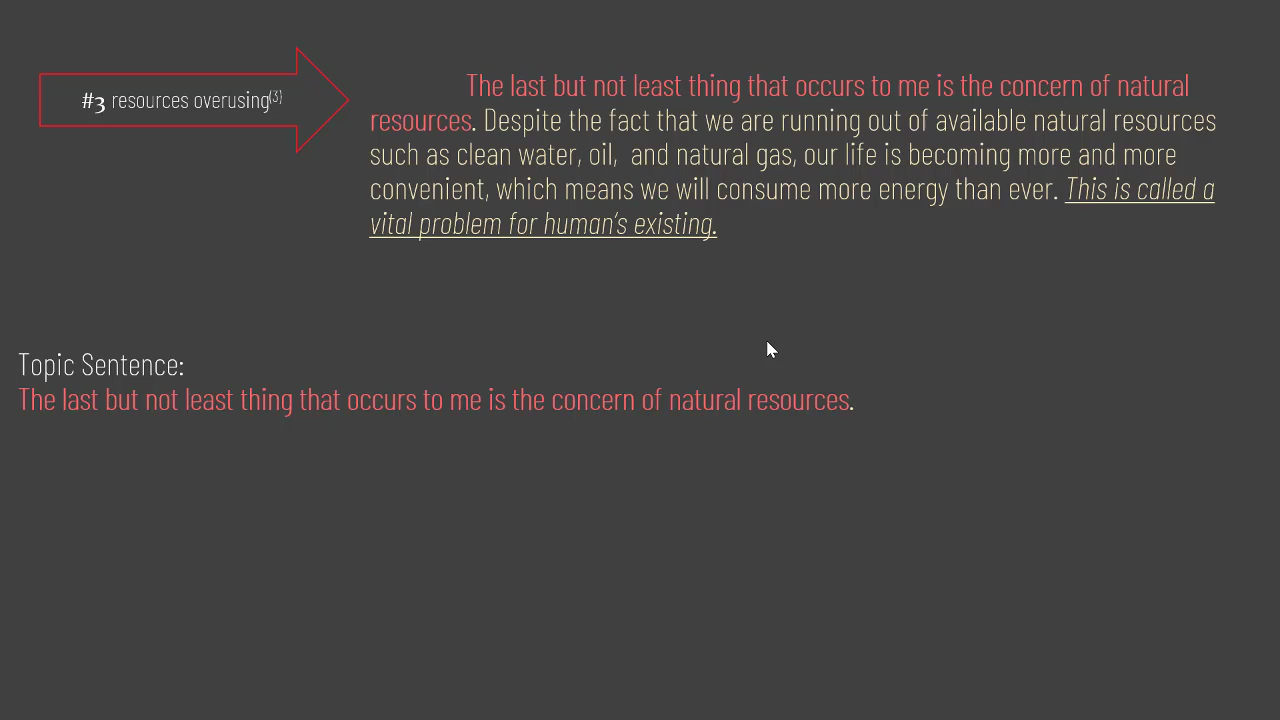 #3 resources overusing(3)
The last but not least thing that occurs to me is the concern of natural
resources. Despite the fact that we are running out of available natural resources
such as clean water, oil,  and natural gas, our life is becoming more and more
convenient, which means we will consume more energy than ever. This is called a
vital problem for human’s existing.
Topic Sentence:
The last but not least thing that occurs to me is the concern of natural resources.